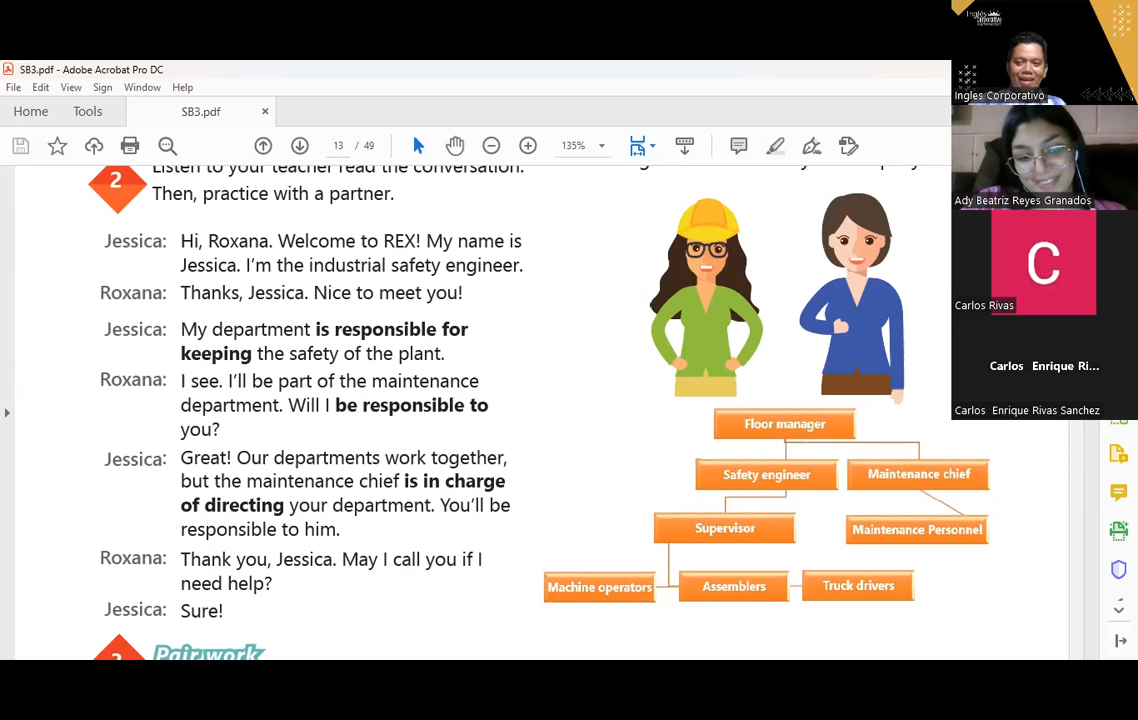 SB3.pdf - Adobe Acrobat Pro DC
File Edit View Sign Window Help
Home Tools SB3.pdf ×
13 / 49 135%
2
Listen to your teacher read the conversation.
Then, practice with a partner.
Jessica: Hi, Roxana. Welcome to REX! My name is
Jessica. I'm the industrial safety engineer.
Roxana: Thanks, Jessica. Nice to meet you!
Jessica: My department is responsible for
keeping the safety of the plant.
Roxana: I see. I'll be part of the maintenance
department. Will I be responsible to
you?
Jessica: Great! Our departments work together,
but the maintenance chief is in charge
of directing your department. You'll be
responsible to him.
Roxana: Thank you, Jessica. May I call you if I
need help?
Jessica: Sure!
Pair work
Floor manager
Safety engineer Maintenance chief
Supervisor Maintenance Personnel
Machine operators Assemblers Truck drivers
Inglés
Corporativo
Ingles Corporativo
Ady Beatriz Reyes Granados
C
Carlos Rivas
Carlos Enrique Ri...
Carlos Enrique Rivas Sanchez